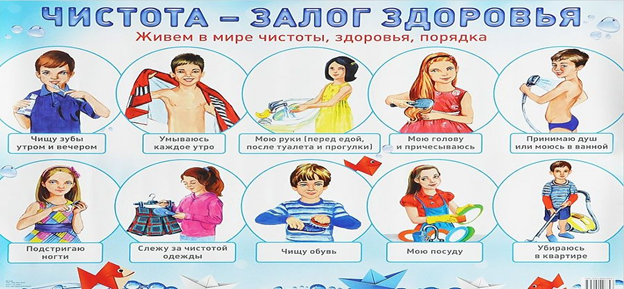 ЧИСТОТА – ЗАЛОГ ЗДОРОВЬЯ
Живем в мире чистоты, здоровья, порядка
Чищу зубы
утром и вечером
Умываюсь
каждое утро
Мою руки (перед едой,
после туалета и прогулки)
Мою голову
и причесываюсь
Принимаю душ
или моюсь в ванной
Подстригаю
ногти
Слежу за чистотой
одежды
Чищу обувь
Мою посуду
Убираюсь
в квартире